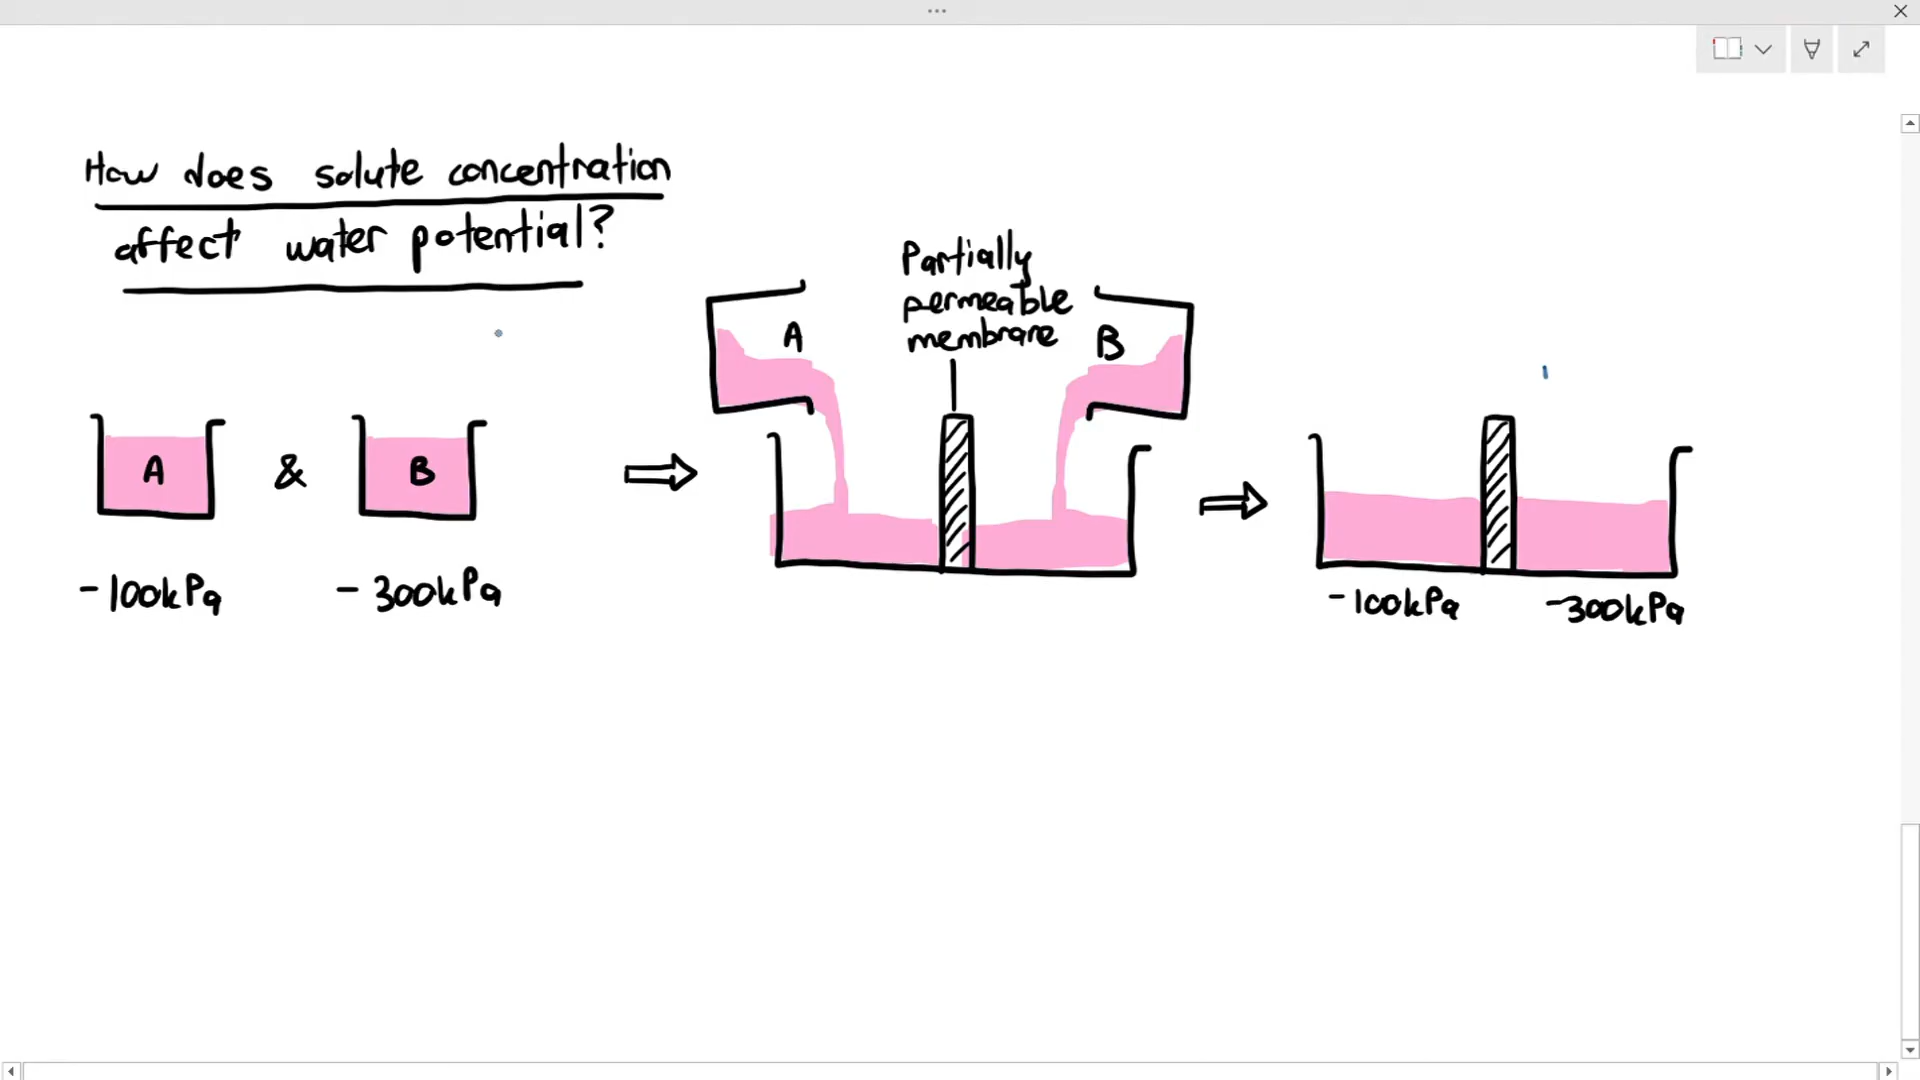 How does solute concentration
affect water potential?
A & B
-100kPa
-300kPa
A
Partially
permeable
membrane
B
-100kPa
-300kPa